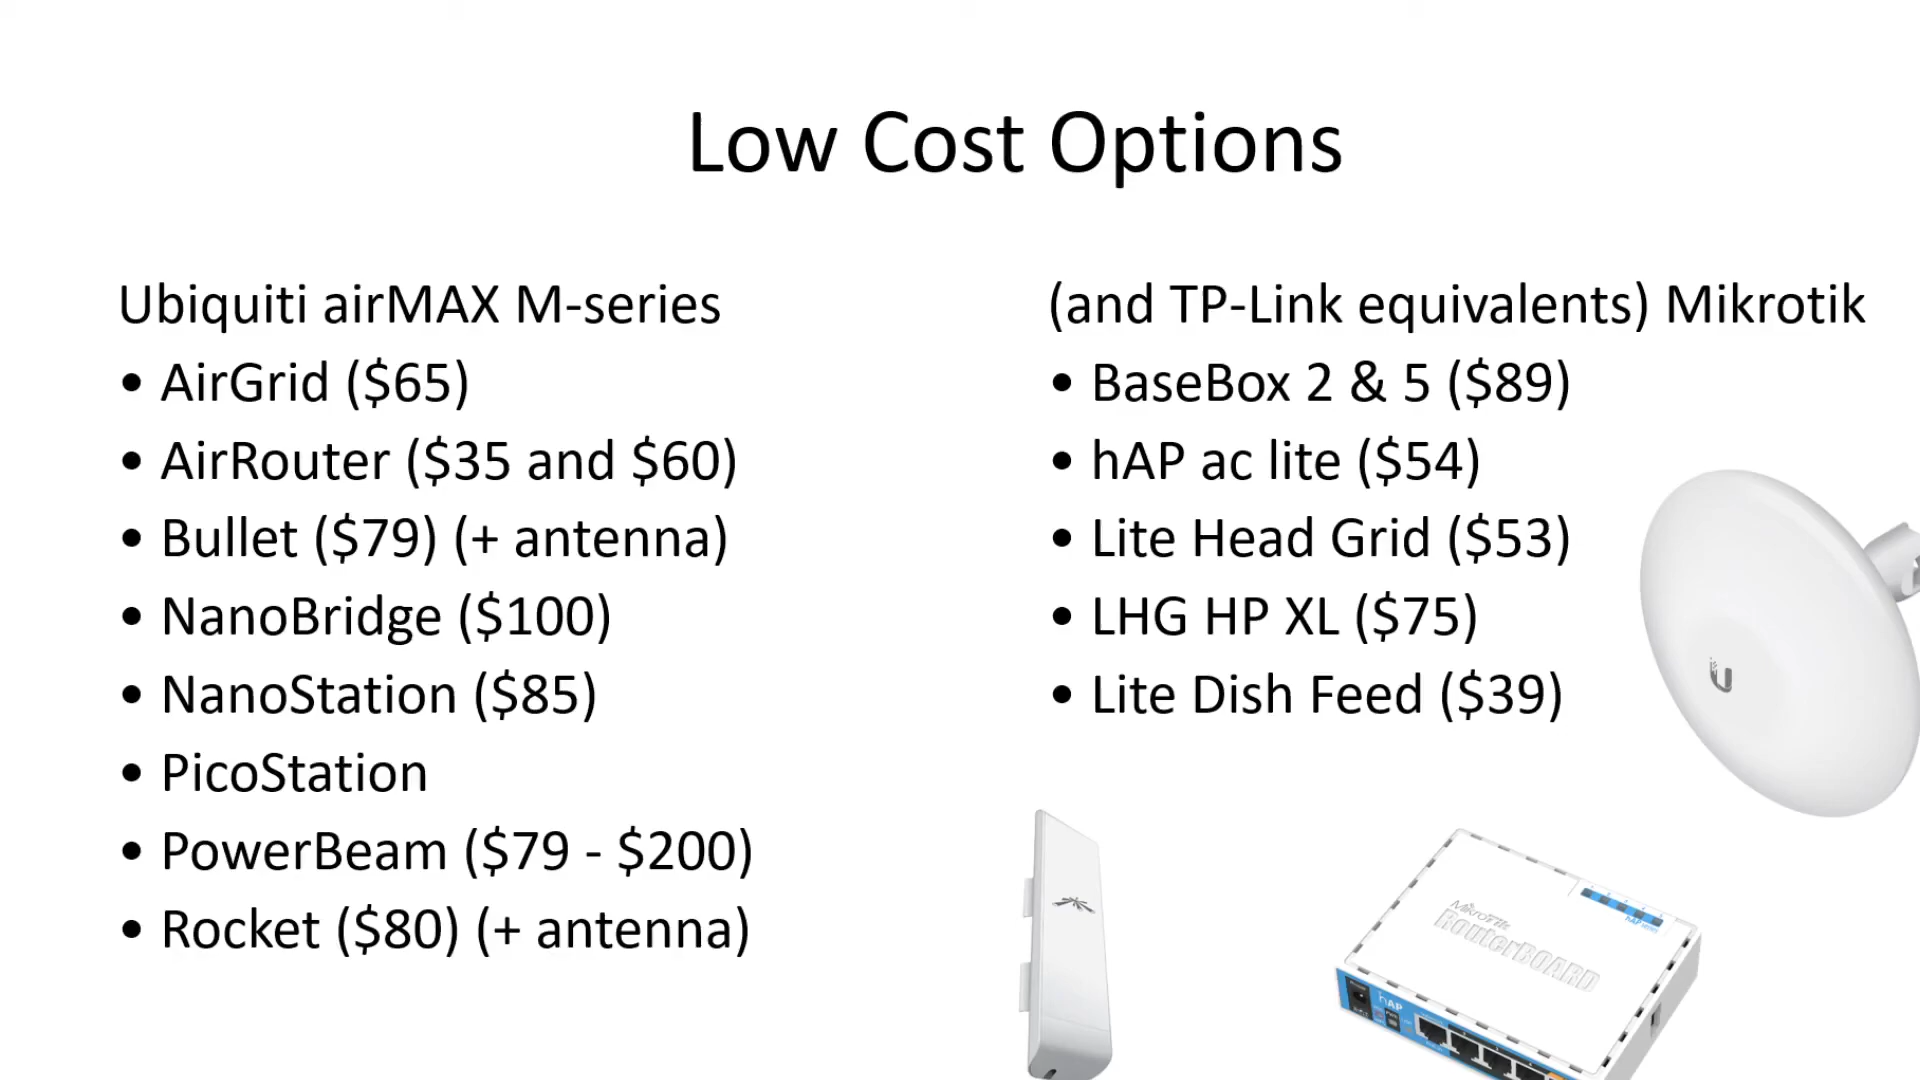 Low Cost Options
Ubiquiti airMAX M-series
• AirGrid ($65)
• AirRouter ($35 and $60)
• Bullet ($79) (+ antenna)
• NanoBridge ($100)
• NanoStation ($85)
• PicoStation
• PowerBeam ($79 - $200)
• Rocket ($80) (+ antenna)
(and TP-Link equivalents) Mikrotik
• BaseBox 2 & 5 ($89)
• hAP ac lite ($54)
• Lite Head Grid ($53)
• LHG HP XL ($75)
• Lite Dish Feed ($39)
MikroTik
RouterBOARD
hAP